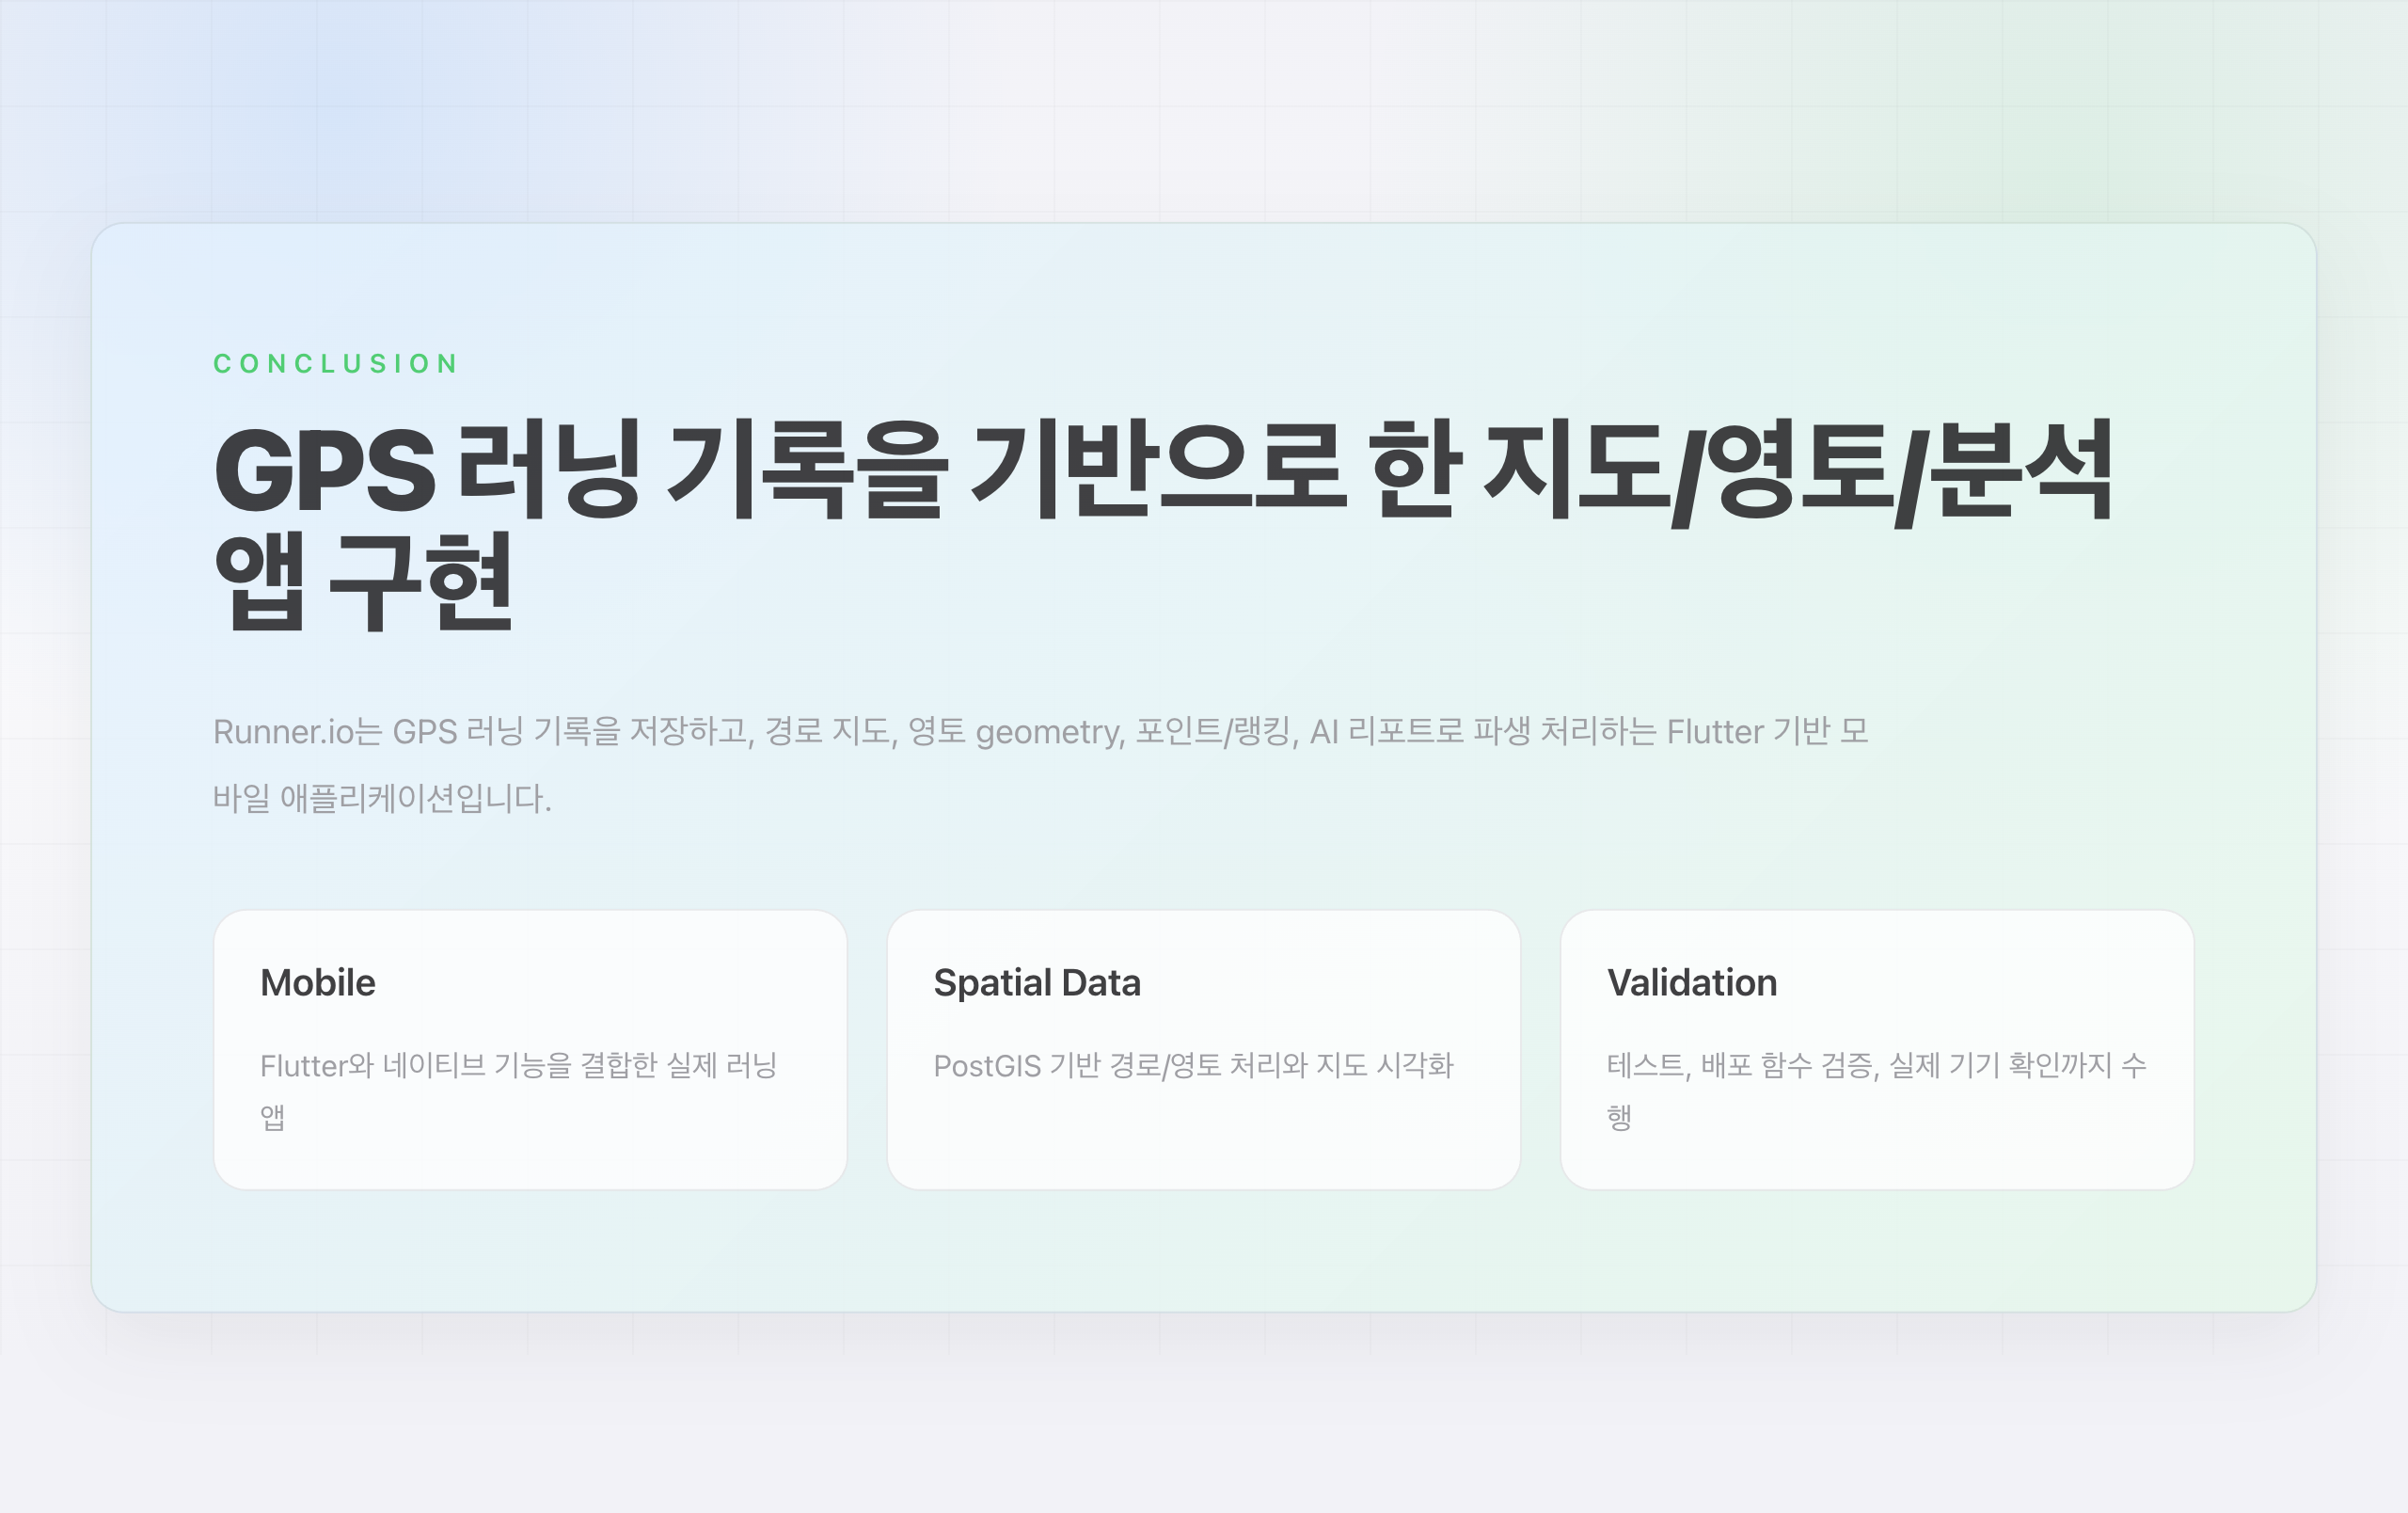 CONCLUSION
GPS 러닝 기록을 기반으로 한 지도/영토/분석
앱 구현
Runner.io는 GPS 러닝 기록을 저장하고, 경로 지도, 영토 geometry, 포인트/랭킹, AI 리포트로 파생 처리하는 Flutter 기반 모
바일 애플리케이션입니다.
Mobile
Flutter와 네이티브 기능을 결합한 실제 러닝
앱
Spatial Data
PostGIS 기반 경로/영토 처리와 지도 시각화
Validation
테스트, 배포 함수 검증, 실제 기기 확인까지 수
행